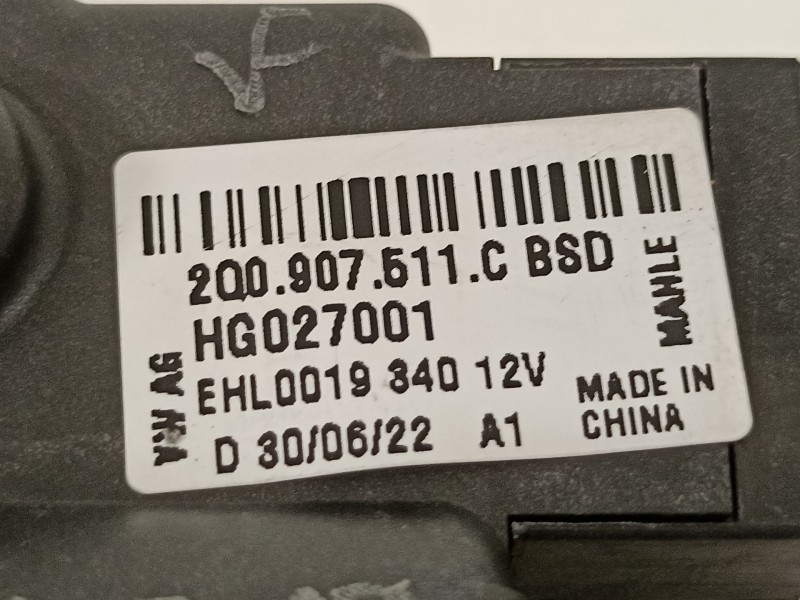 2Q0.907.511.C BSD
HG027001
EHL0019 340 12V
D 30/06/22 A1
MADE IN
CHINA
VW AG
MAHLE